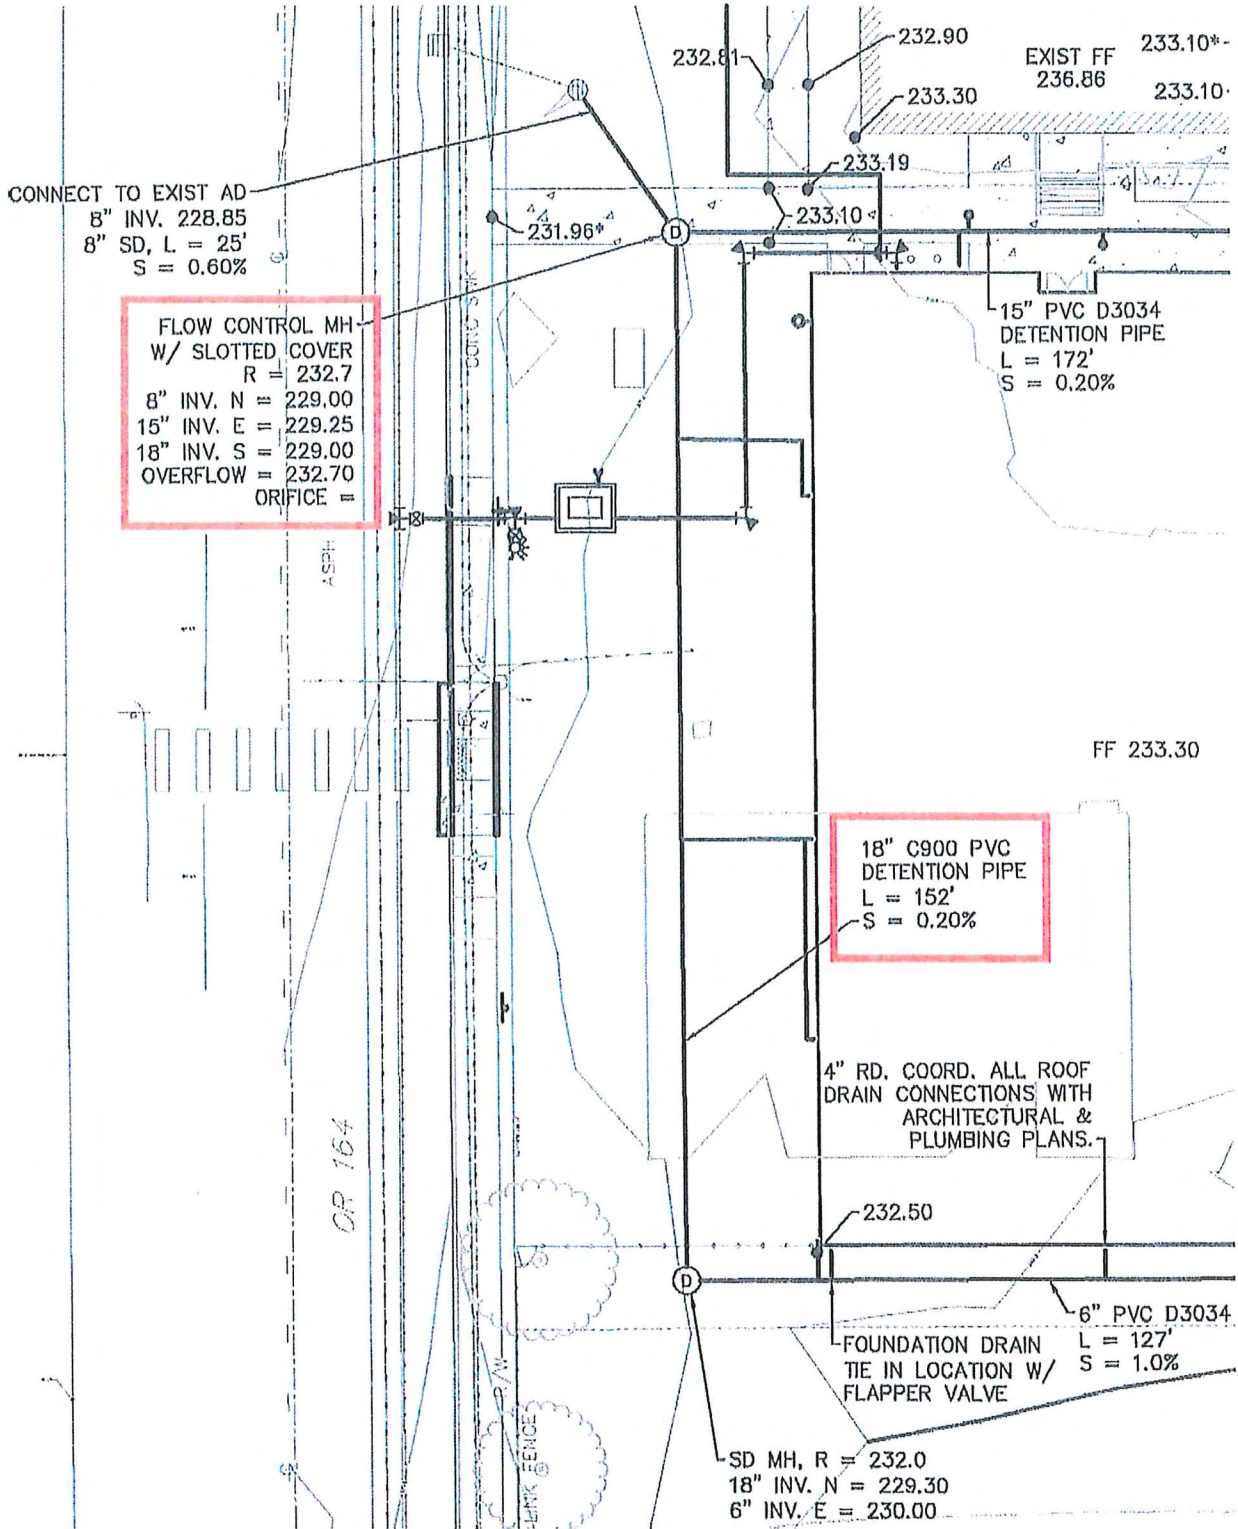 232.81
232.90
EXIST FF
236.86
233.10*
233.10
233.30
233.19
233.10
231.96*
CONNECT TO EXIST AD
8" INV. 228.85
8" SD, L = 25'
S = 0.60%
FLOW CONTROL MH
W/ SLOTTED COVER
R = 232.7
8" INV. N = 229.00
15" INV. E = 229.25
18" INV. S = 229.00
OVERFLOW = 232.70
ORIFICE =
15" PVC D3034
DETENTION PIPE
L = 172'
S = 0.20%
D
ASPH
FF 233.30
18" C900 PVC
DETENTION PIPE
L = 152'
S = 0.20%
4" RD. COORD. ALL ROOF
DRAIN CONNECTIONS WITH
ARCHITECTURAL &
PLUMBING PLANS.
OR 164
232.50
D
6" PVC D3034
L = 127'
S = 1.0%
FOUNDATION DRAIN
TIE IN LOCATION W/
FLAPPER VALVE
R/W
LINK FENCE
SD MH, R = 232.0
18" INV. N = 229.30
6" INV. E = 230.00